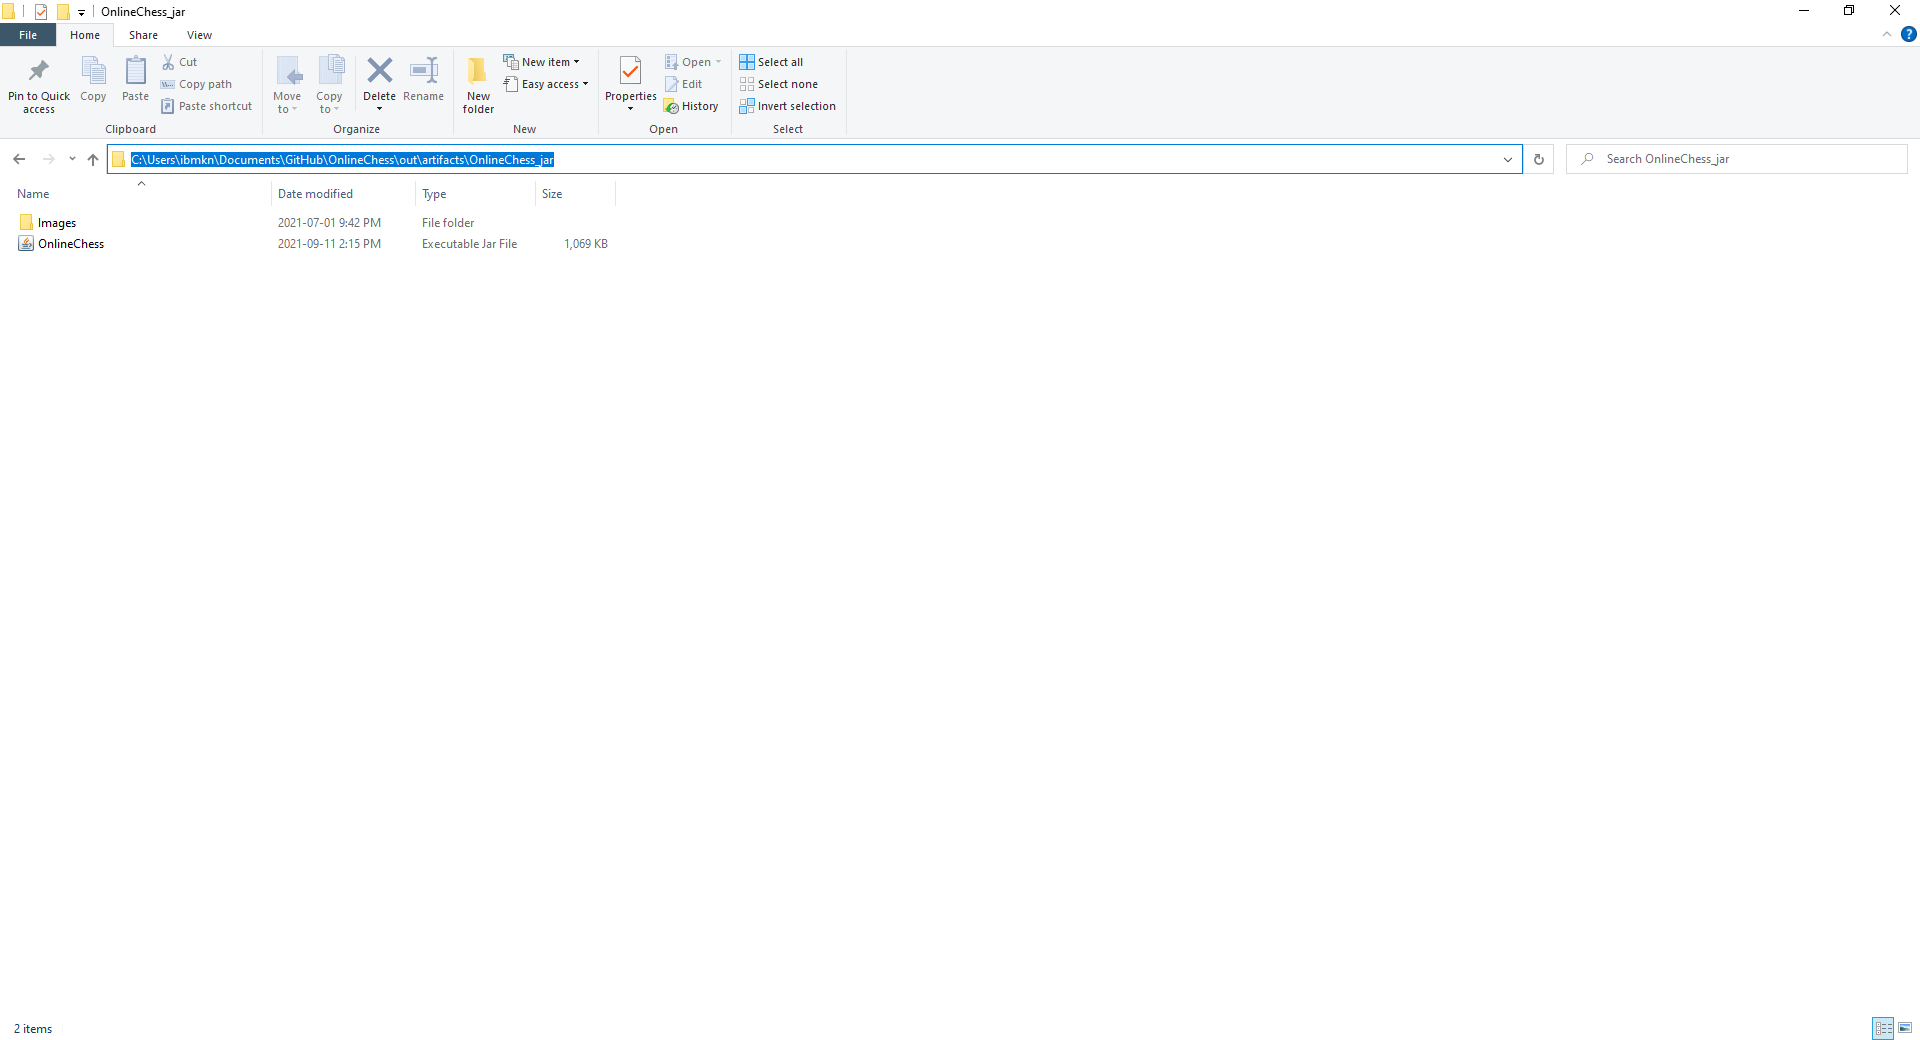 OnlineChess_jar
File Home Share View
?
Pin to Quick access
Copy
Paste
Cut
Copy path
Paste shortcut
Clipboard
Move to
Copy to
Delete
Rename
Organize
New folder
New item
Easy access
New
Properties
Open
Edit
History
Open
Select all
Select none
Invert selection
Select
C:\Users\ibmkn\Documents\GitHub\OnlineChess\out\artifacts\OnlineChess_jar
Search OnlineChess_jar
Name Date modified Type Size
Images 2021-07-01 9:42 PM File folder
OnlineChess 2021-09-11 2:15 PM Executable Jar File 1,069 KB
2 items